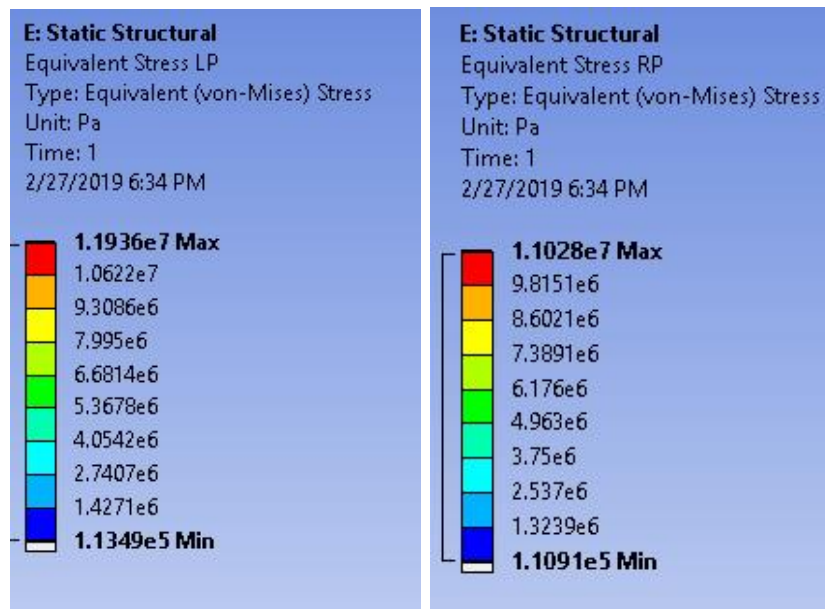 E: Static Structural
Equivalent Stress LP
Type: Equivalent (von-Mises) Stress
Unit: Pa
Time: 1
2/27/2019 6:34 PM
1.1936e7 Max
1.0622e7
9.3086e6
7.995e6
6.6814e6
5.3678e6
4.0542e6
2.7407e6
1.4271e6
1.1349e5 Min
E: Static Structural
Equivalent Stress RP
Type: Equivalent (von-Mises) Stress
Unit: Pa
Time: 1
2/27/2019 6:34 PM
1.1028e7 Max
9.8151e6
8.6021e6
7.3891e6
6.176e6
4.963e6
3.75e6
2.537e6
1.3239e6
1.1091e5 Min